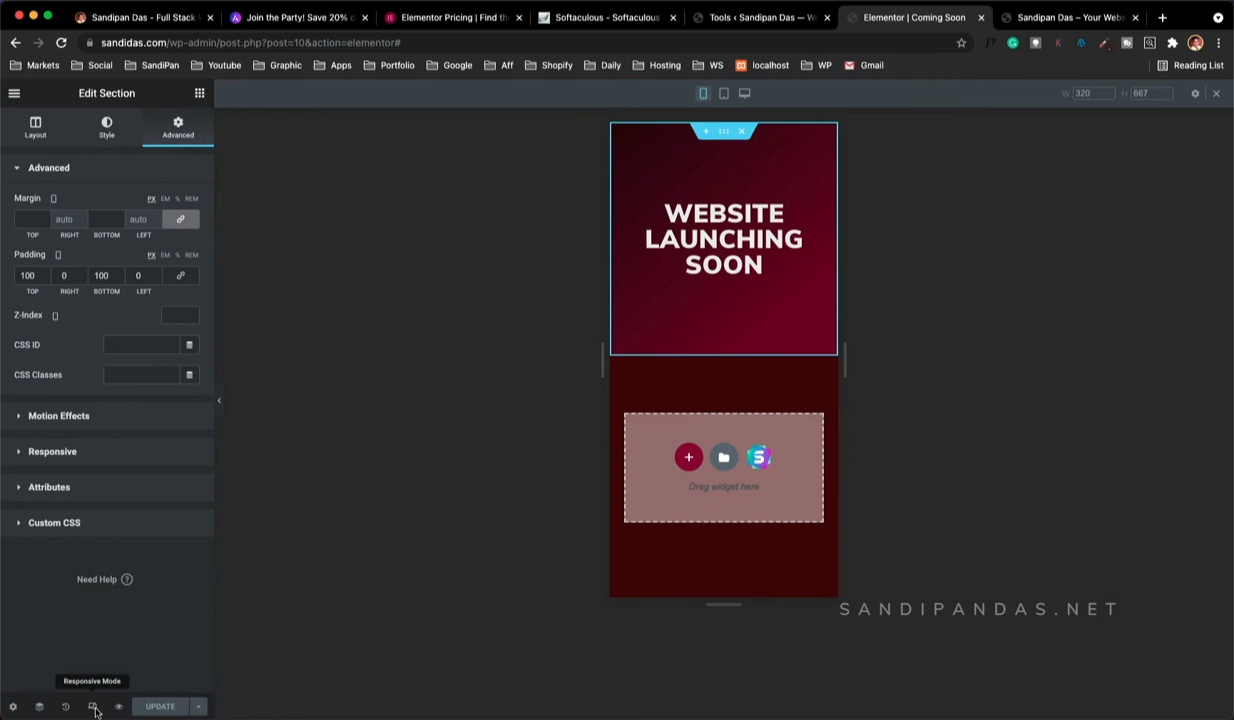 Sandipan Das - Full Stack
Join the Party! Save 20% o
Elementor Pricing | Find the
Softaculous - Softaculous
Tools ‹ Sandipan Das — W
Elementor | Coming Soon
Sandipan Das – Your Web
sandidas.com/wp-admin/post.php?post=10&action=elementor#
Markets
Social
SandiPan
Youtube
Graphic
Apps
Portfolio
Google
Aff
Shopify
Daily
Hosting
WS
localhost
WP
Gmail
Reading List
Edit Section
W 320
H 667
Layout
Style
Advanced
Advanced
Margin
PX EM % REM
auto
auto
TOP RIGHT BOTTOM LEFT
Padding
PX EM % REM
100 0 100 0
TOP RIGHT BOTTOM LEFT
Z-Index
CSS ID
CSS Classes
Motion Effects
Responsive
Attributes
Custom CSS
Need Help
Responsive Mode
UPDATE
WEBSITE
LAUNCHING
SOON
Drag widget here
SANDIPANDAS.NET